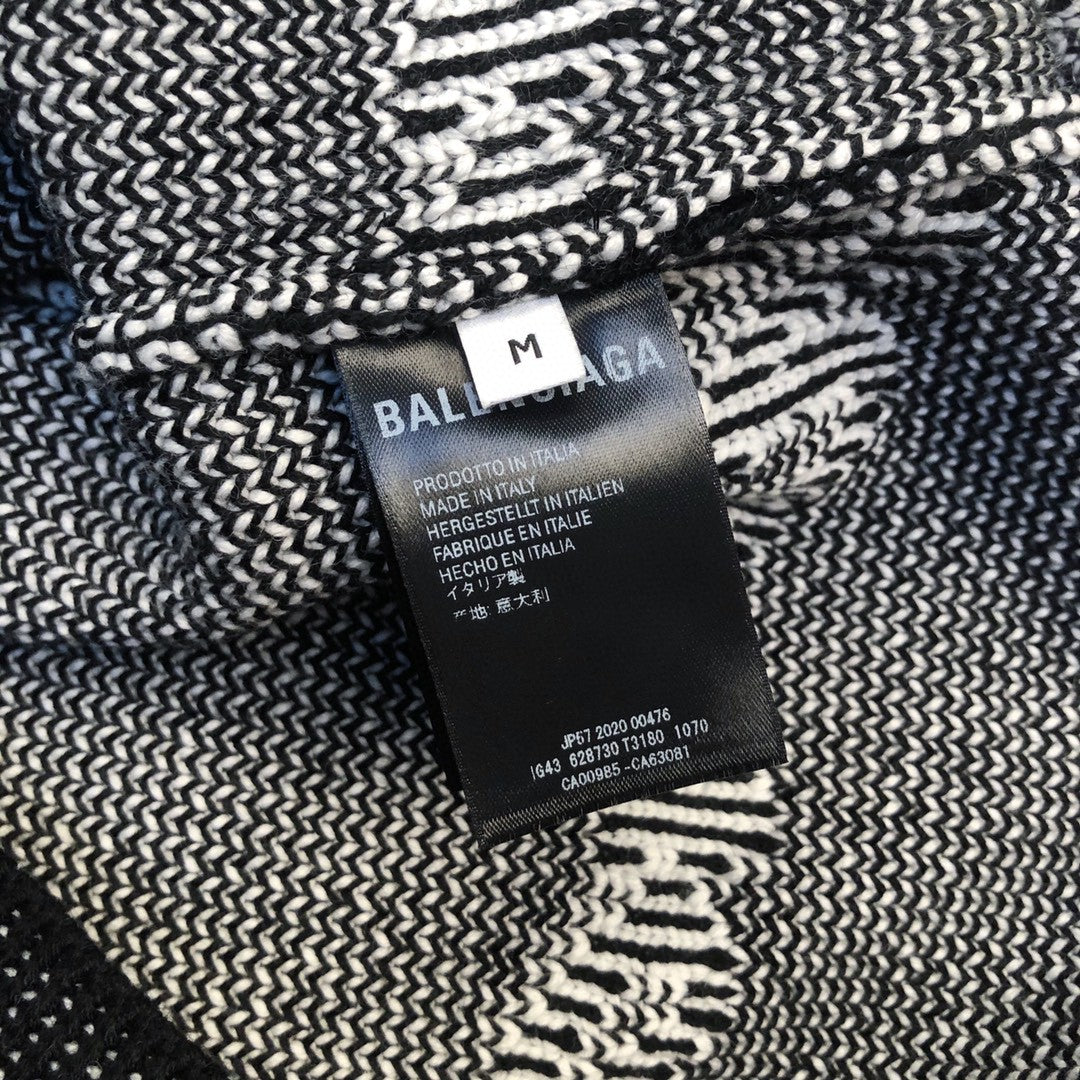 M
BALENCIAGA
PRODOTTO IN ITALIA
MADE IN ITALY
HERGESTELLT IN ITALIEN
FABRIQUE EN ITALIE
HECHO EN ITALIA
イタリア製
产地: 意大利
JP67 2020 00476
IG43 628730 T3180 1070
CA00985 - CA63081